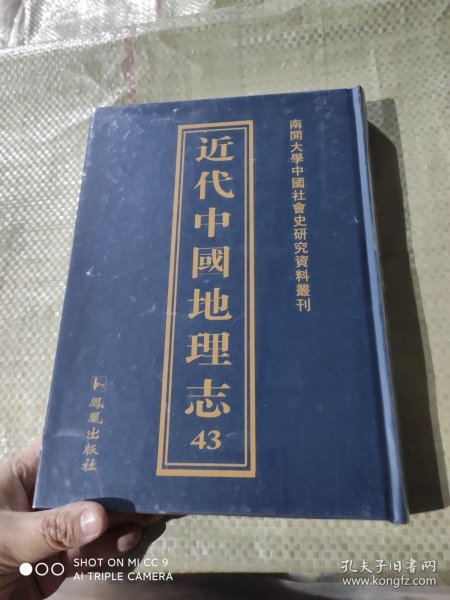 南開大學中國社會史研究資料叢刊
近代中國地理志
43
鳳凰出版社
SHOT ON MI CC 9
AI TRIPLE CAMERA
孔夫子旧书网
www.kongfz.com